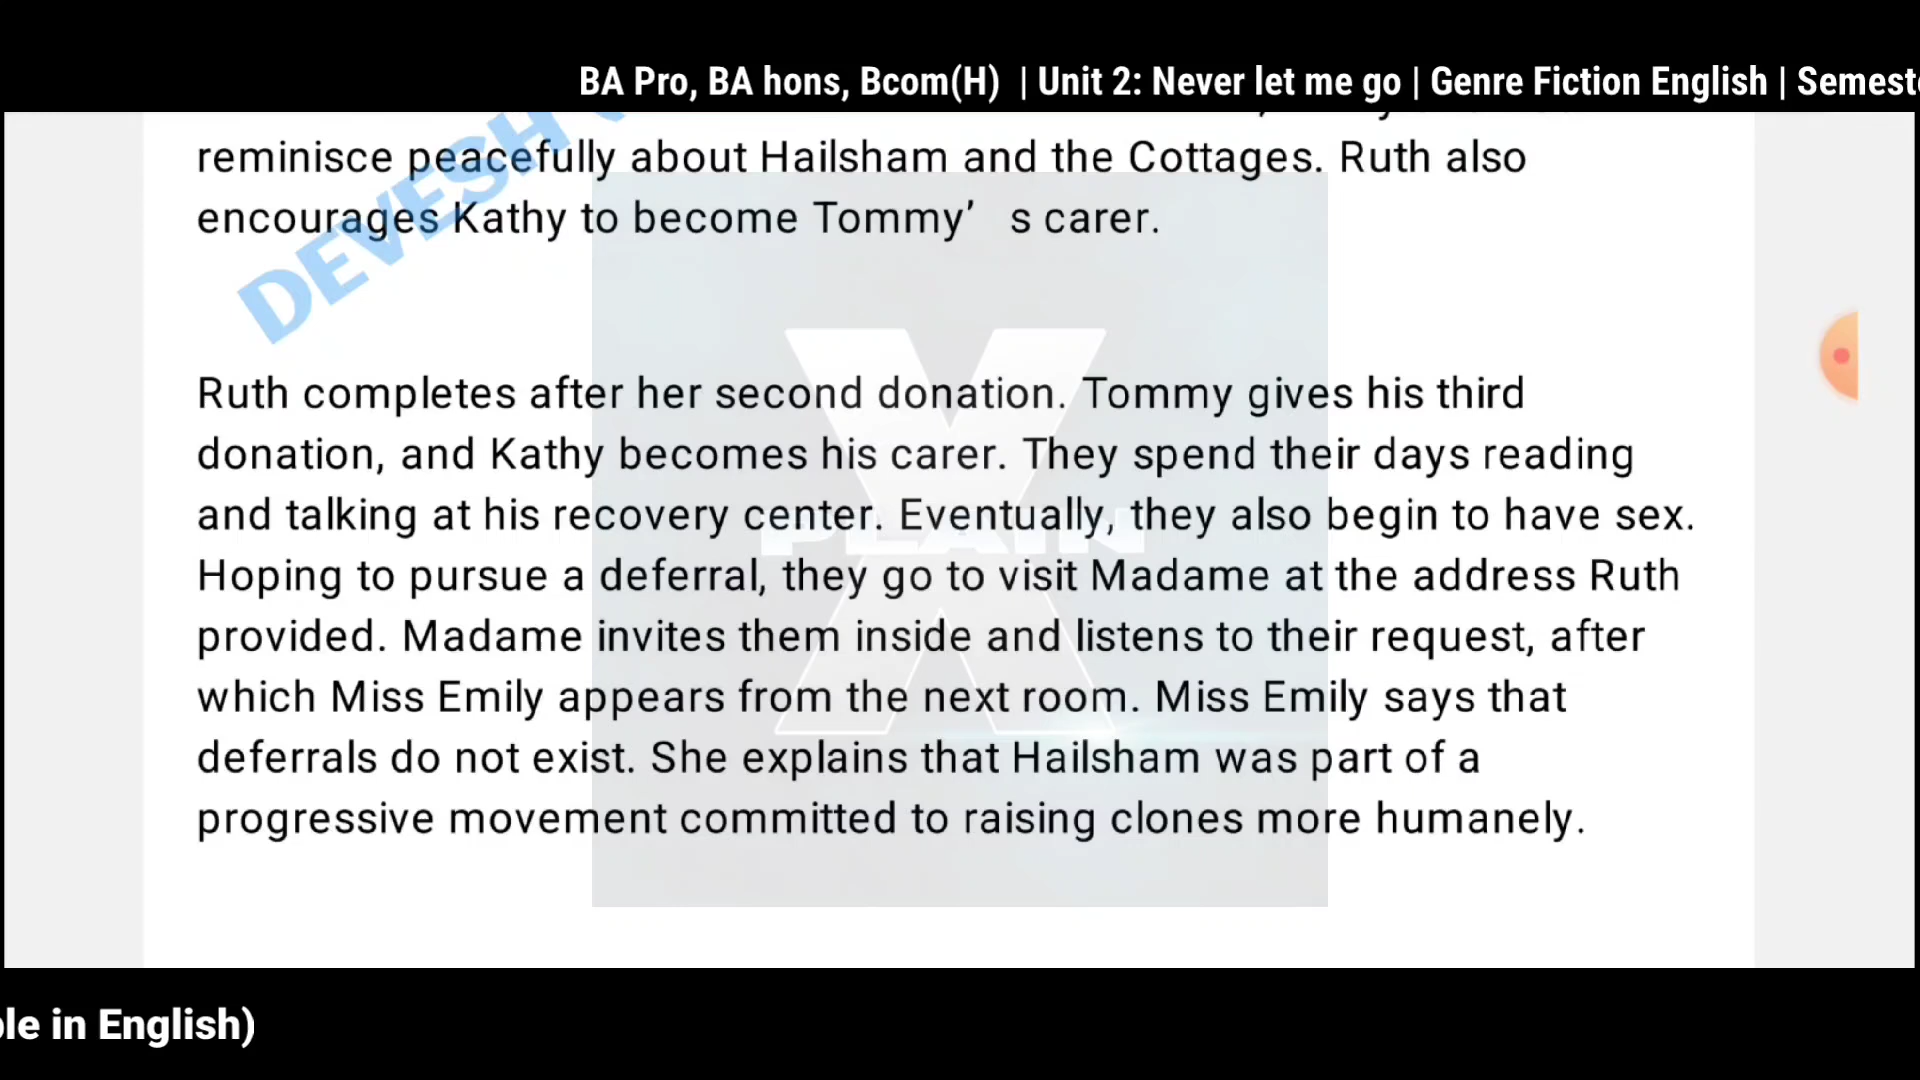 BA Pro, BA hons, Bcom(H) | Unit 2: Never let me go | Genre Fiction English |
reminisce peacefully about Hailsham and the Cottages. Ruth also
encourages Kathy to become Tommy’ s carer.
DEVESH
Ruth completes after her second donation. Tommy gives his third
donation, and Kathy becomes his carer. They spend their days reading
and talking at his recovery center. Eventually, they also begin to have sex.
Hoping to pursue a deferral, they go to visit Madame at the address Ruth
provided. Madame invites them inside and listens to their request, after
which Miss Emily appears from the next room. Miss Emily says that
deferrals do not exist. She explains that Hailsham was part of a
progressive movement committed to raising clones more humanely.
X
PLAIN
in English)